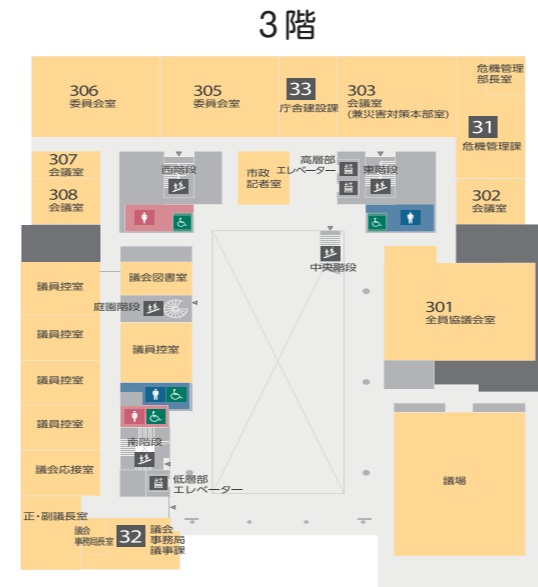 3階
306
委員会室
305
委員会室
33
庁舎建設課
303
会議室
(兼災害対策本部室)
危機管理
部長室
31
危機管理課
307
会議室
308
会議室
西階段
市政
記者室
高層部
エレベーター
東階段
302
会議室
中央階段
議員控室
議会図書室
庭園階段
議員控室
議員控室
議員控室
議員控室
301
全員協議会室
南階段
議会応接室
低層部
エレベーター
議場
正・副議長室
議会
事務局長室
32
議会
事務局
議事課